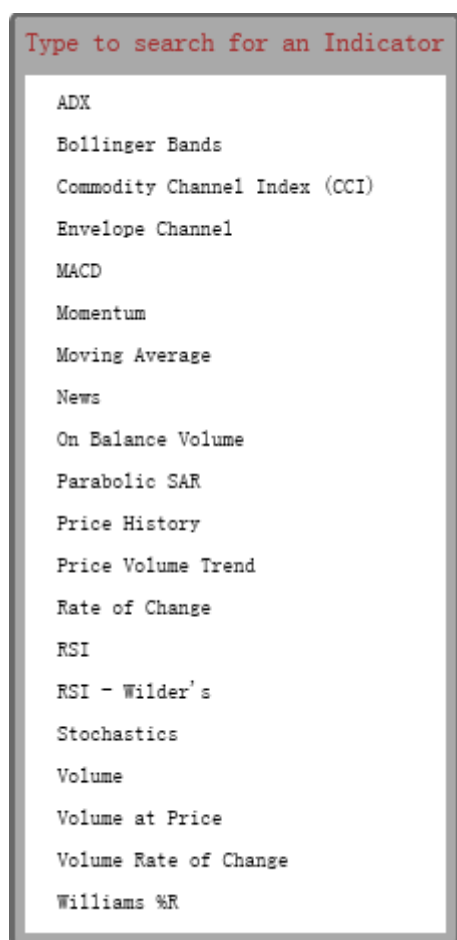 Type to search for an Indicator
ADX
Bollinger Bands
Commodity Channel Index (CCI)
Envelope Channel
MACD
Momentum
Moving Average
News
On Balance Volume
Parabolic SAR
Price History
Price Volume Trend
Rate of Change
RSI
RSI - Wilder's
Stochastics
Volume
Volume at Price
Volume Rate of Change
Williams %R